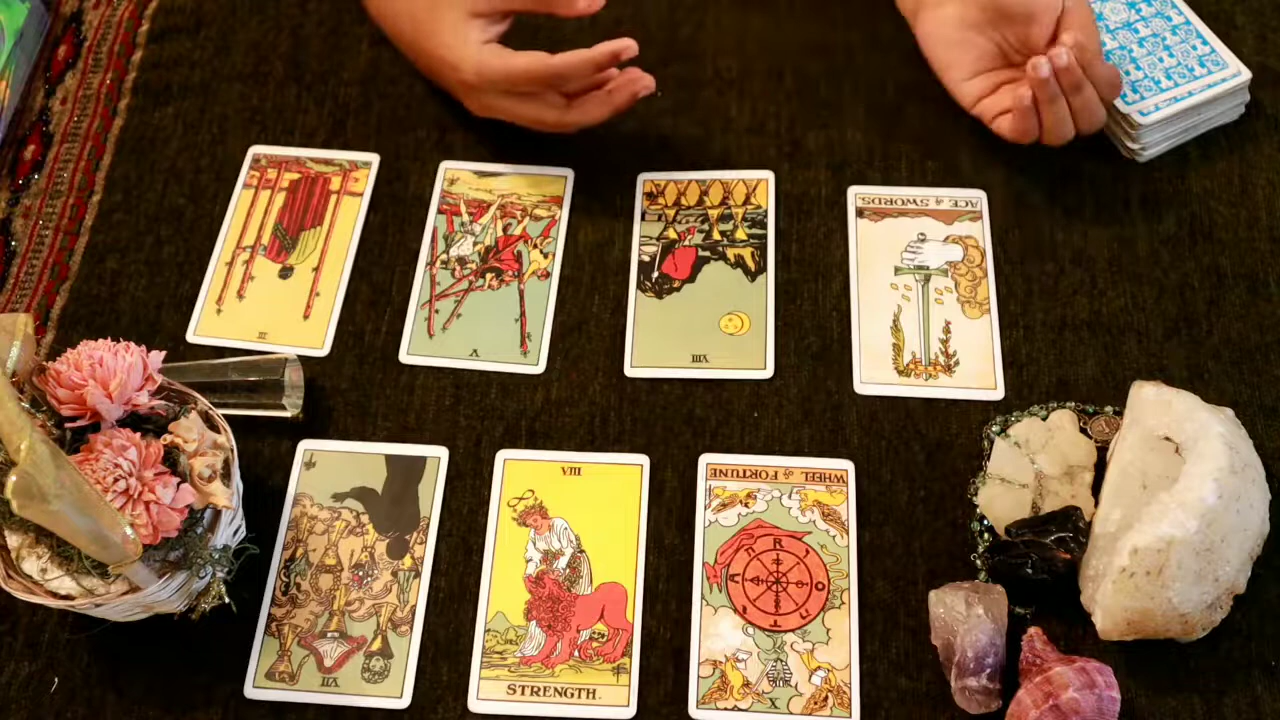 ACE of SWORDS.
III
V
VIII
VIII
WHEEL of FORTUNE
T
A
R
O
VII
STRENGTH.
X